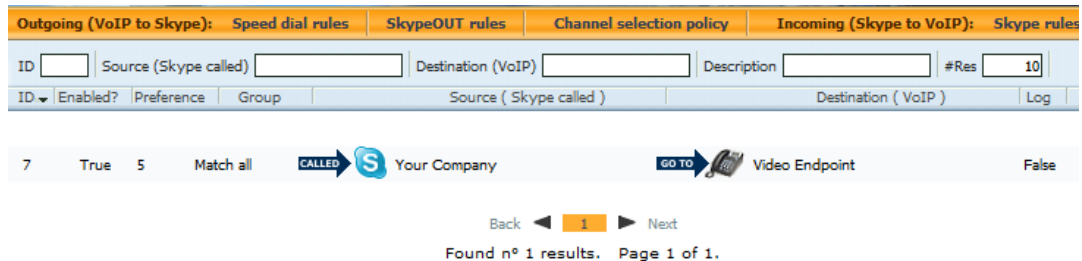 Outgoing (VoIP to Skype): Speed dial rules SkypeOUT rules Channel selection policy Incoming (Skype to VoIP): Skype rules
ID Source (Skype called) Destination (VoIP) Description #Res 10
ID Enabled? Preference Group Source ( Skype called ) Destination ( VoIP ) Log
7 True 5 Match all CALLED S Your Company GO TO Video Endpoint False
Back 1 Next
Found nº 1 results. Page 1 of 1.